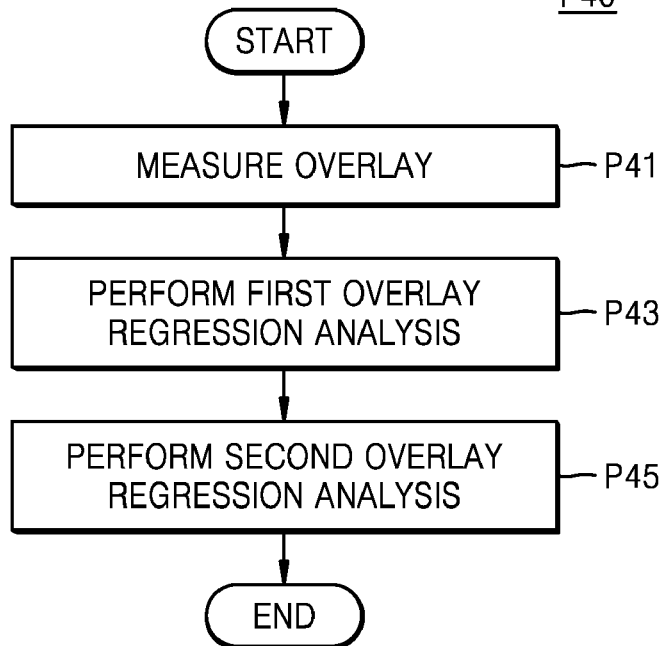 P40
START
MEASURE OVERLAY
P41
PERFORM FIRST OVERLAY
REGRESSION ANALYSIS
P43
PERFORM SECOND OVERLAY
REGRESSION ANALYSIS
P45
END